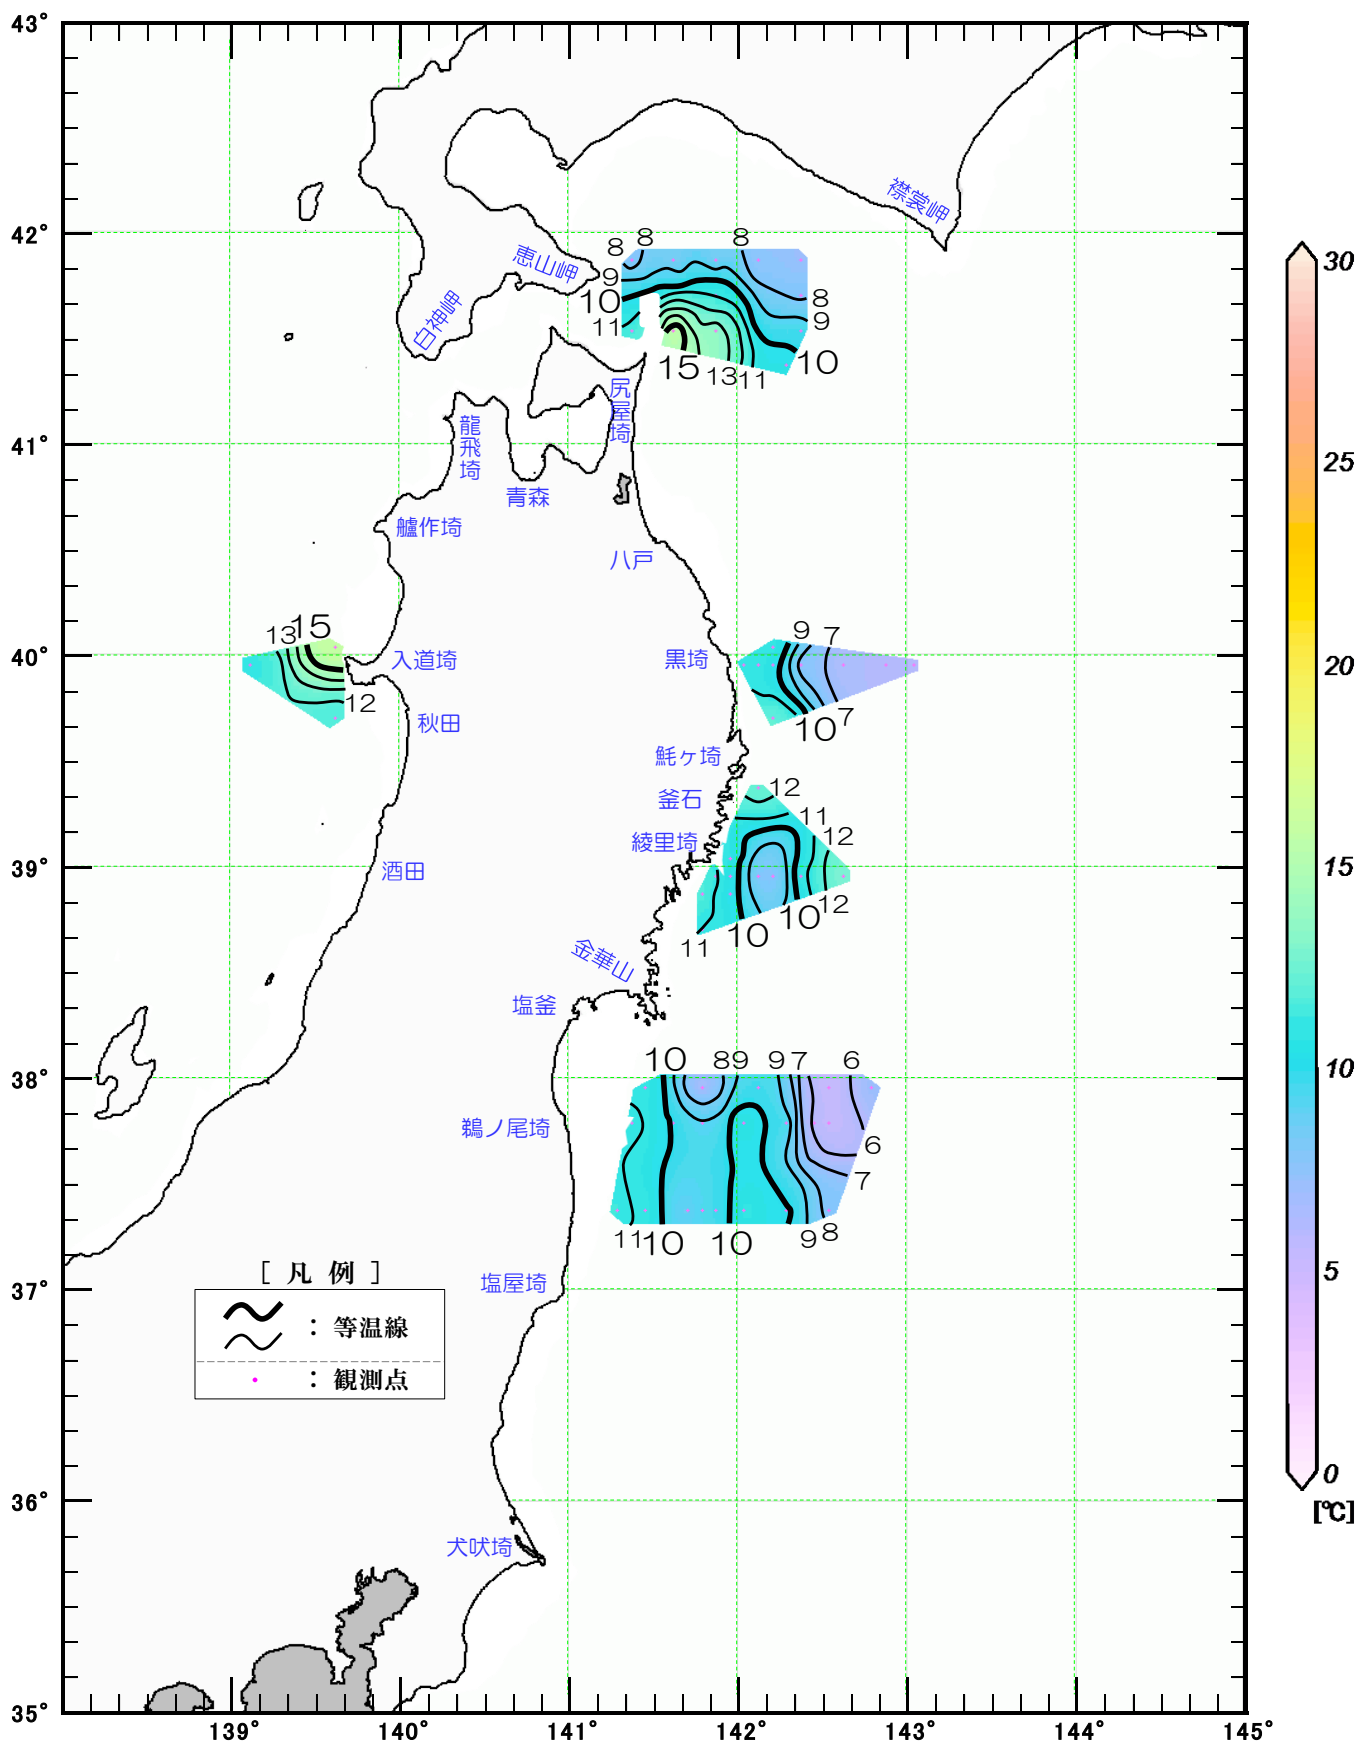 43°
42°
41°
40°
39°
38°
37°
36°
35°
139°
140°
141°
142°
143°
144°
145°
襟裳岬
恵山岬
白神岬
尻屋埼
龍飛埼
青森
艫作埼
八戸
入道埼
黒埼
秋田
魹ヶ埼
釜石
綾里埼
酒田
金華山
塩釜
鵜ノ尾埼
塩屋埼
犬吠埼
8
8
8
9
10
11
8
9
10
15
13
11
13
15
12
9
7
10
7
12
11
12
12
10
10
11
10
8
9
9
7
6
6
7
11
10
10
9
8
[ 凡 例 ]
: 等温線
: 観測点
30
25
20
15
10
5
0
[℃]